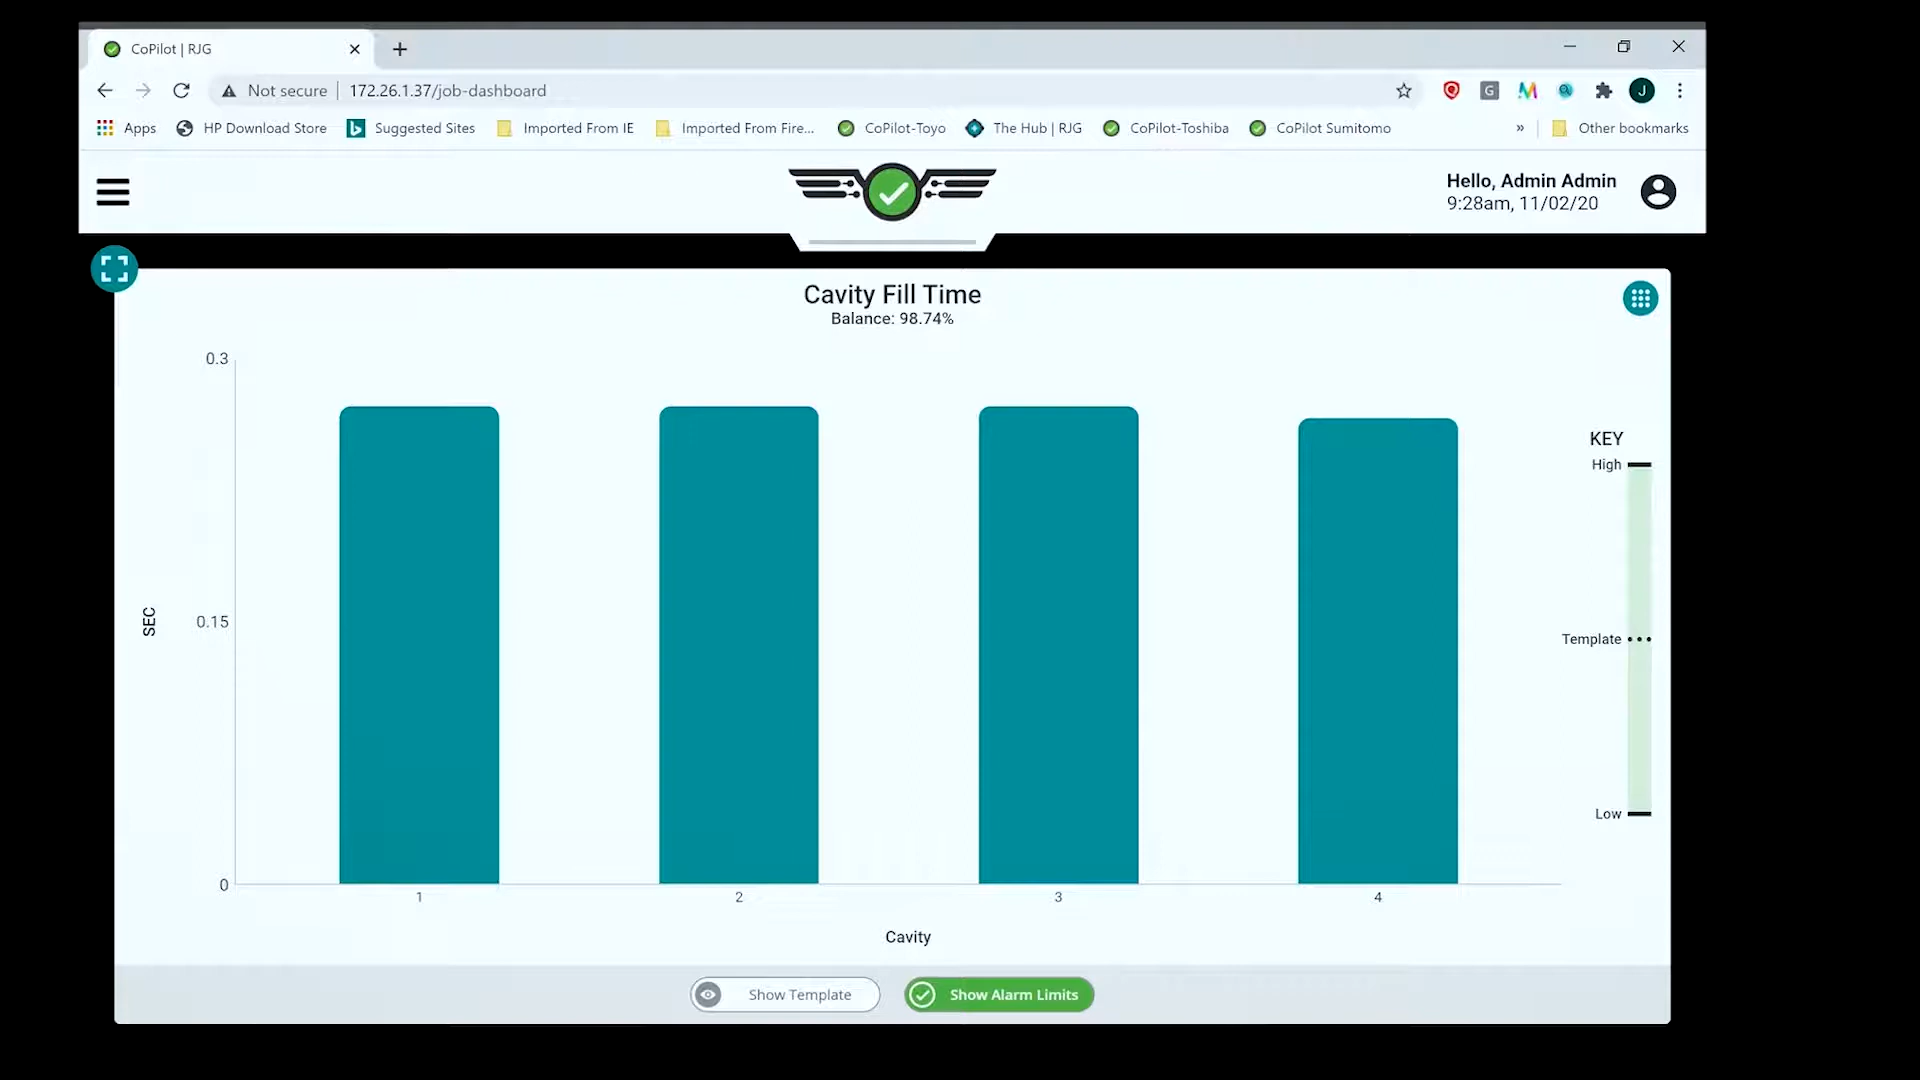 CoPilot | RJG
Not secure | 172.26.1.37/job-dashboard
G
J
Apps HP Download Store Suggested Sites Imported From IE Imported From Fire... CoPilot-Toyo The Hub | RJG CoPilot-Toshiba CoPilot Sumitomo » Other bookmarks
Hello, Admin Admin
9:28am, 11/02/20
Cavity Fill Time
Balance: 98.74%
0.3
0.15
0
SEC
1 2 3 4
Cavity
KEY
High
Template
Low
Show Template
Show Alarm Limits